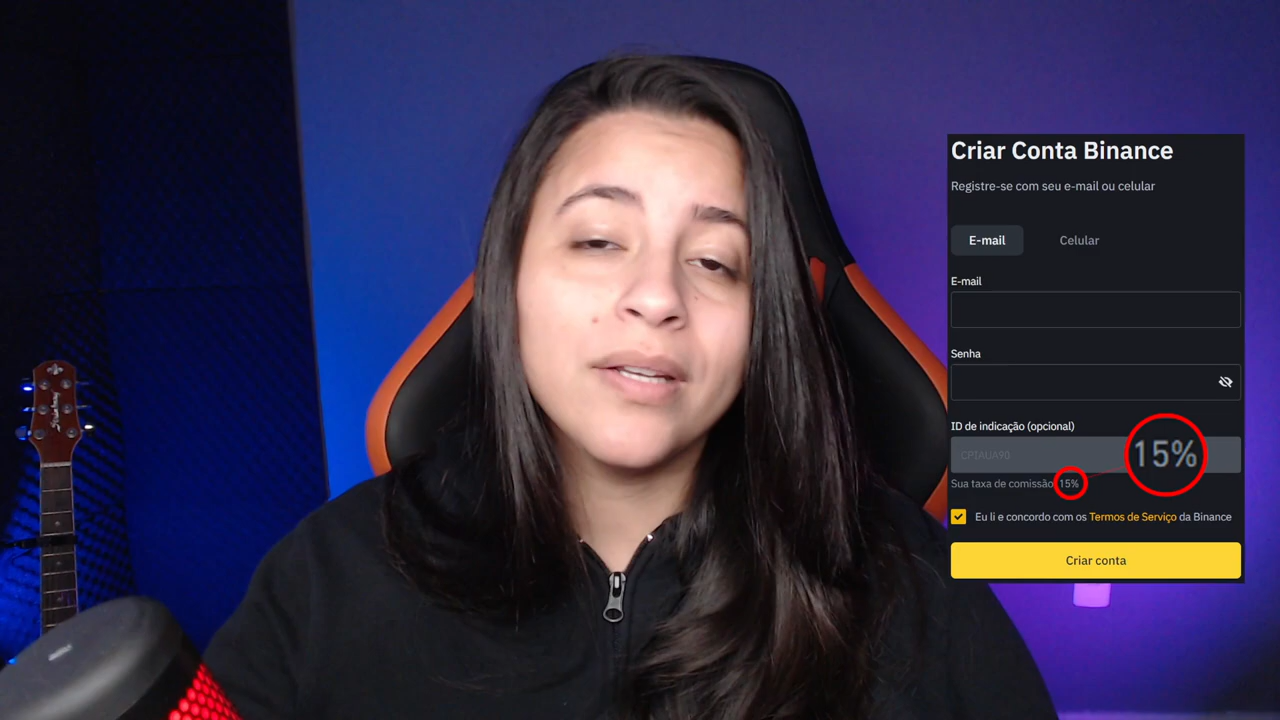 Criar Conta Binance
Registre-se com seu e-mail ou celular
E-mail Celular
E-mail
Senha
ID de indicação (opcional)
CPIAUA90 15%
Sua taxa de comissão 15%
Eu li e concordo com os Termos de Serviço da Binance
Criar conta